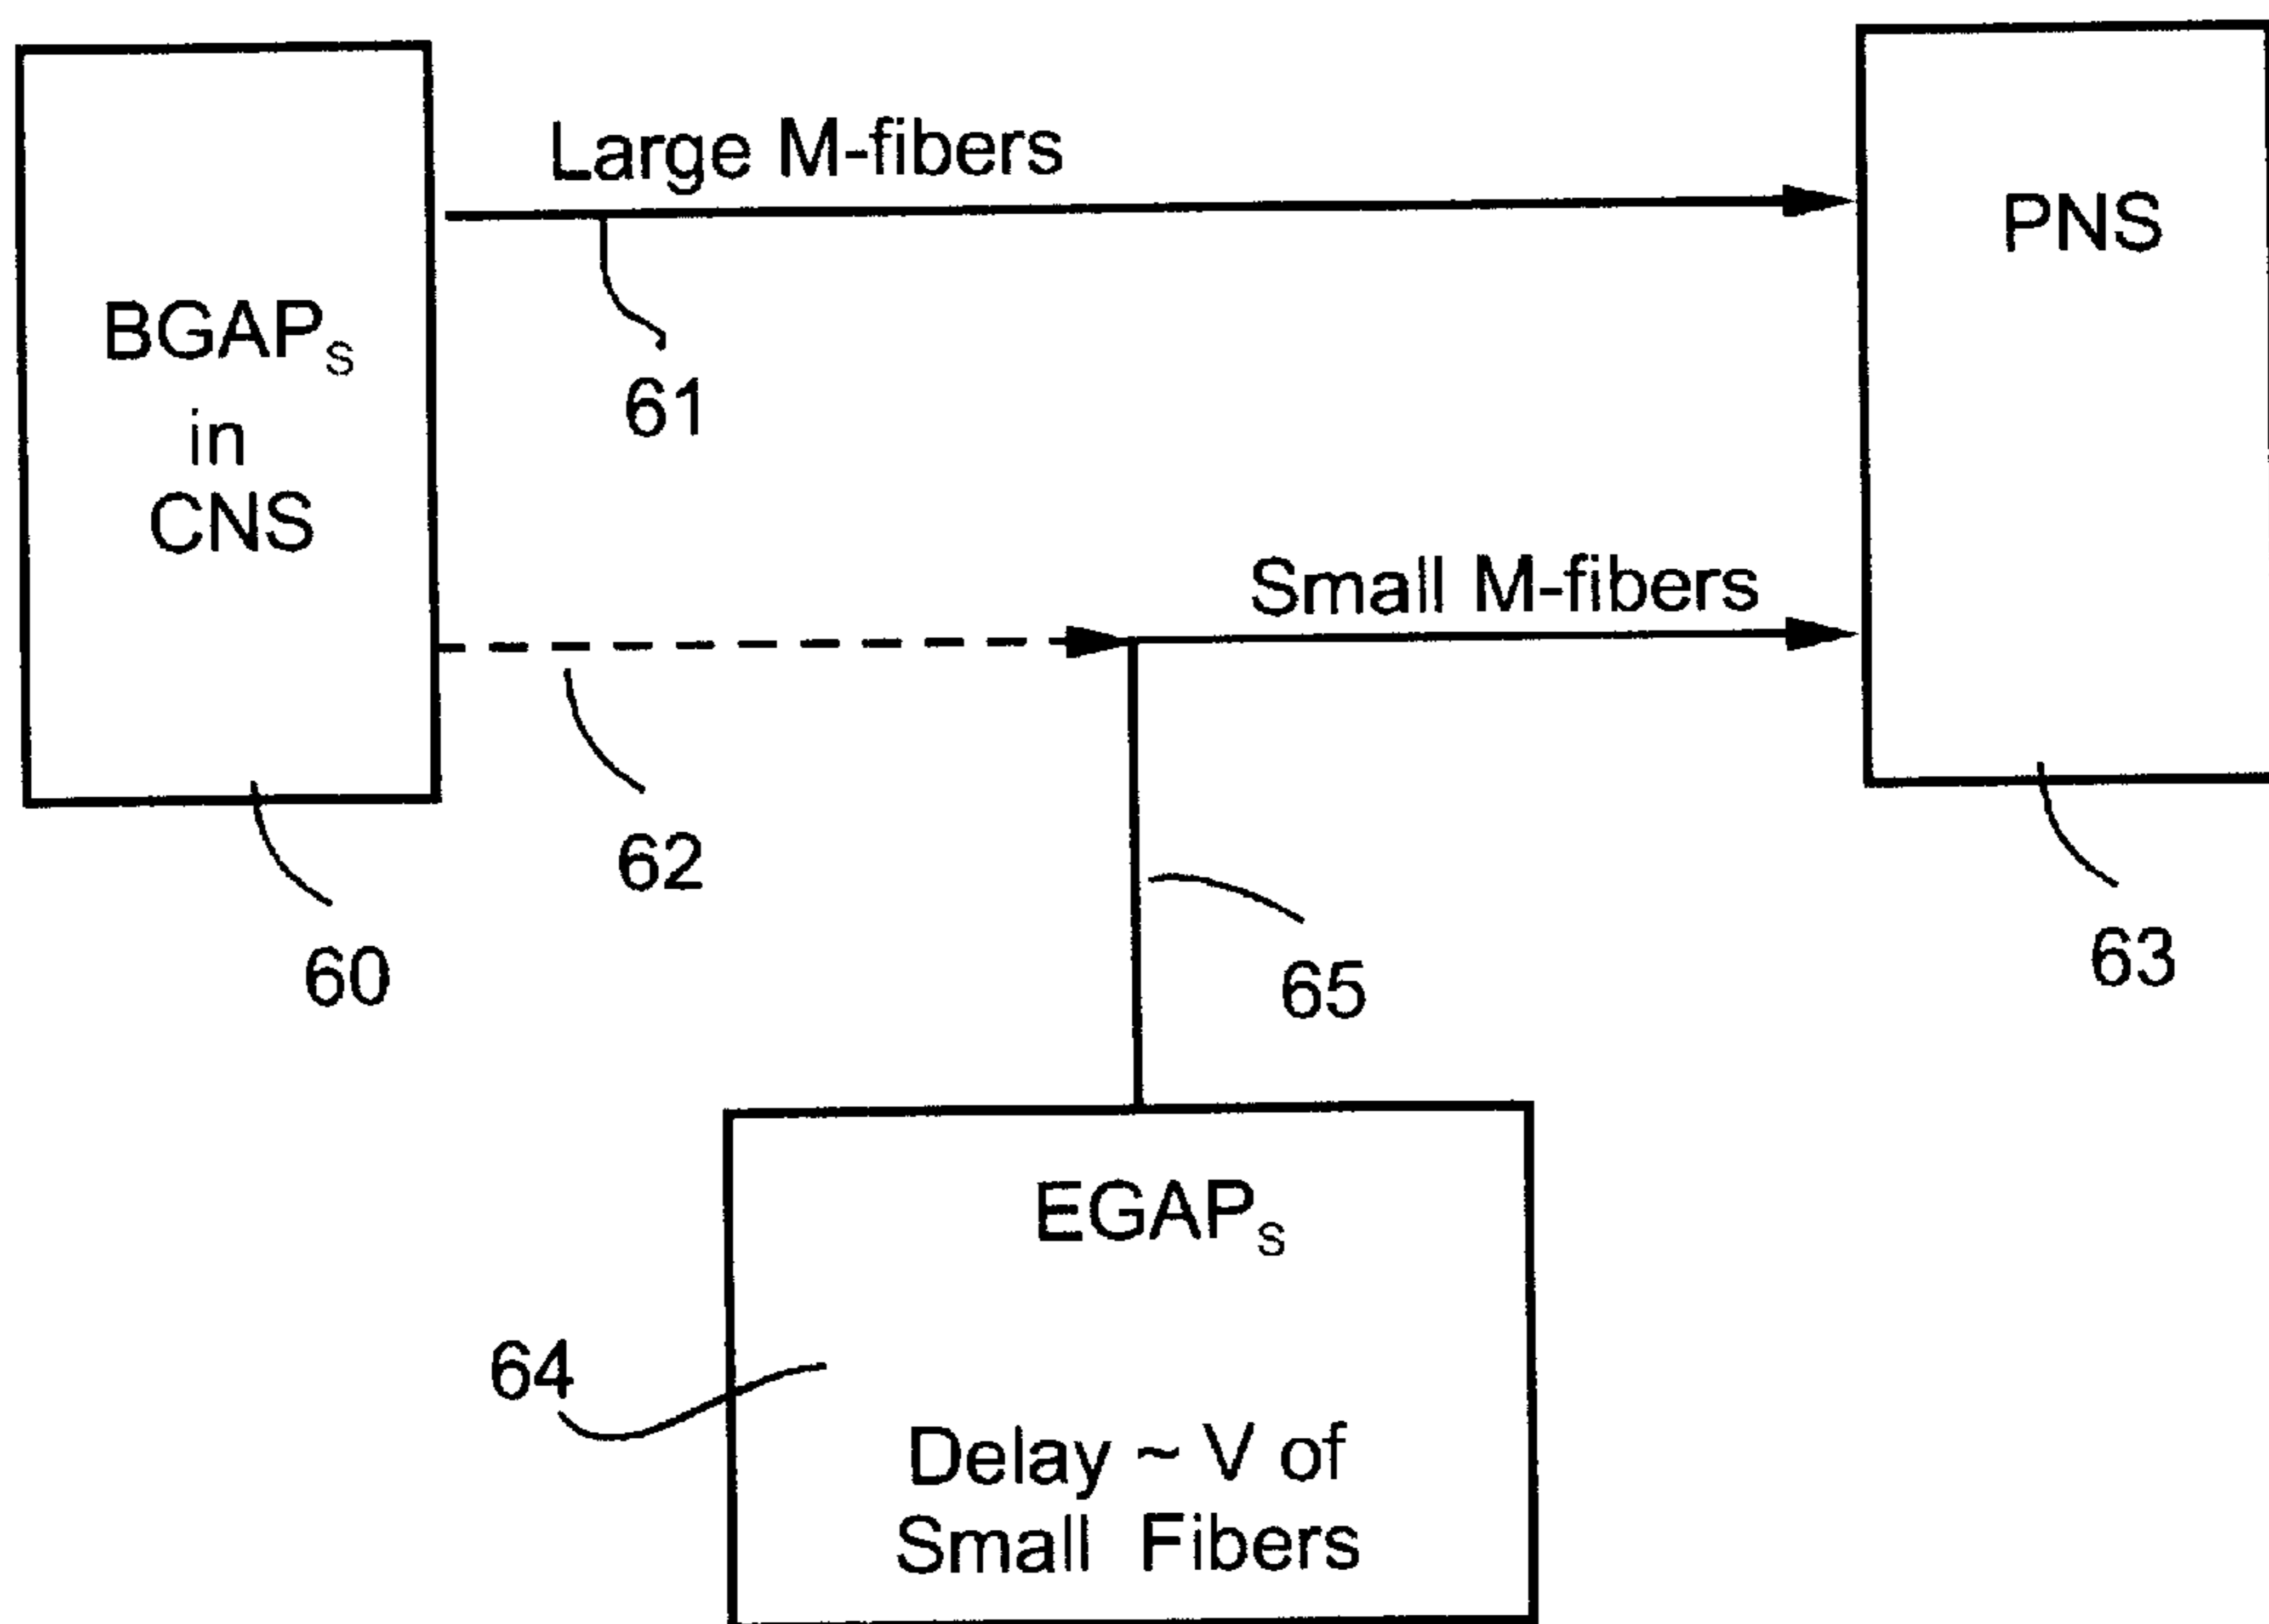 Large M-fibers
PNS
BGAPS
in
CNS
61
Small M-fibers
62
60
65
63
EGAPS
64
Delay ~ V of
Small Fibers